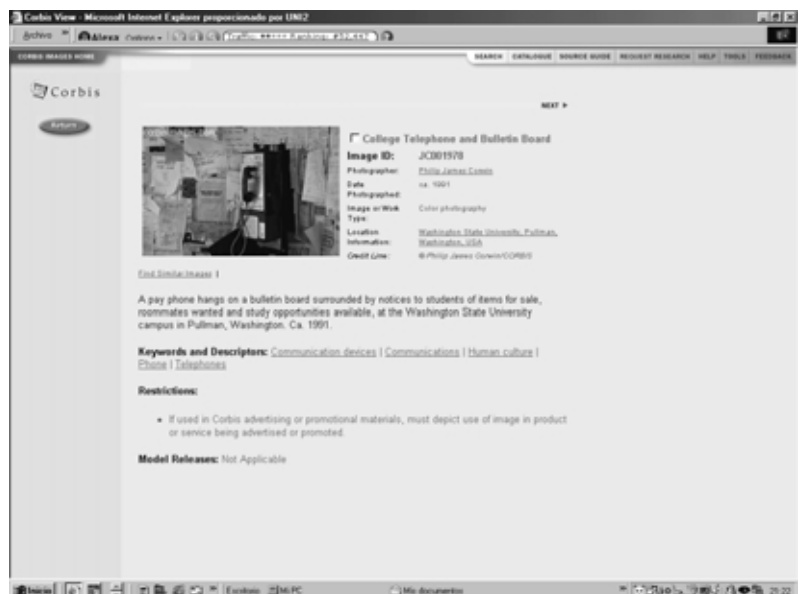 Corbis View - Microsoft Internet Explorer proporcionado por UNI2
Archivo » Alexa Options
CORBIS IMAGES HOME SEARCH CATALOGUE SOURCE GUIDE REQUEST RESEARCH HELP TOOLS FEEDBACK
Corbis
NEXT
Return
College Telephone and Bulletin Board
Image ID: JC001978
Photographer: Philip James Corwin
Date Photographed: ca. 1991
Image or Work Type: Color photography
Location Information: Washington State University, Pullman, Washington, USA
Credit Line: © Philip James Corwin/CORBIS
Find Similar Images |
A pay phone hangs on a bulletin board surrounded by notices to students of items for sale,
roommates wanted and study opportunities available, at the Washington State University
campus in Pullman, Washington. Ca. 1991.
Keywords and Descriptors: Communication devices | Communications | Human culture |
Phone | Telephones
Restrictions:
• If used in Corbis advertising or promotional materials, must depict use of image in product
or service being advertised or promoted.
Model Releases: Not Applicable
Inicio » Escritorio Mi PC Mis documentos » 21:22